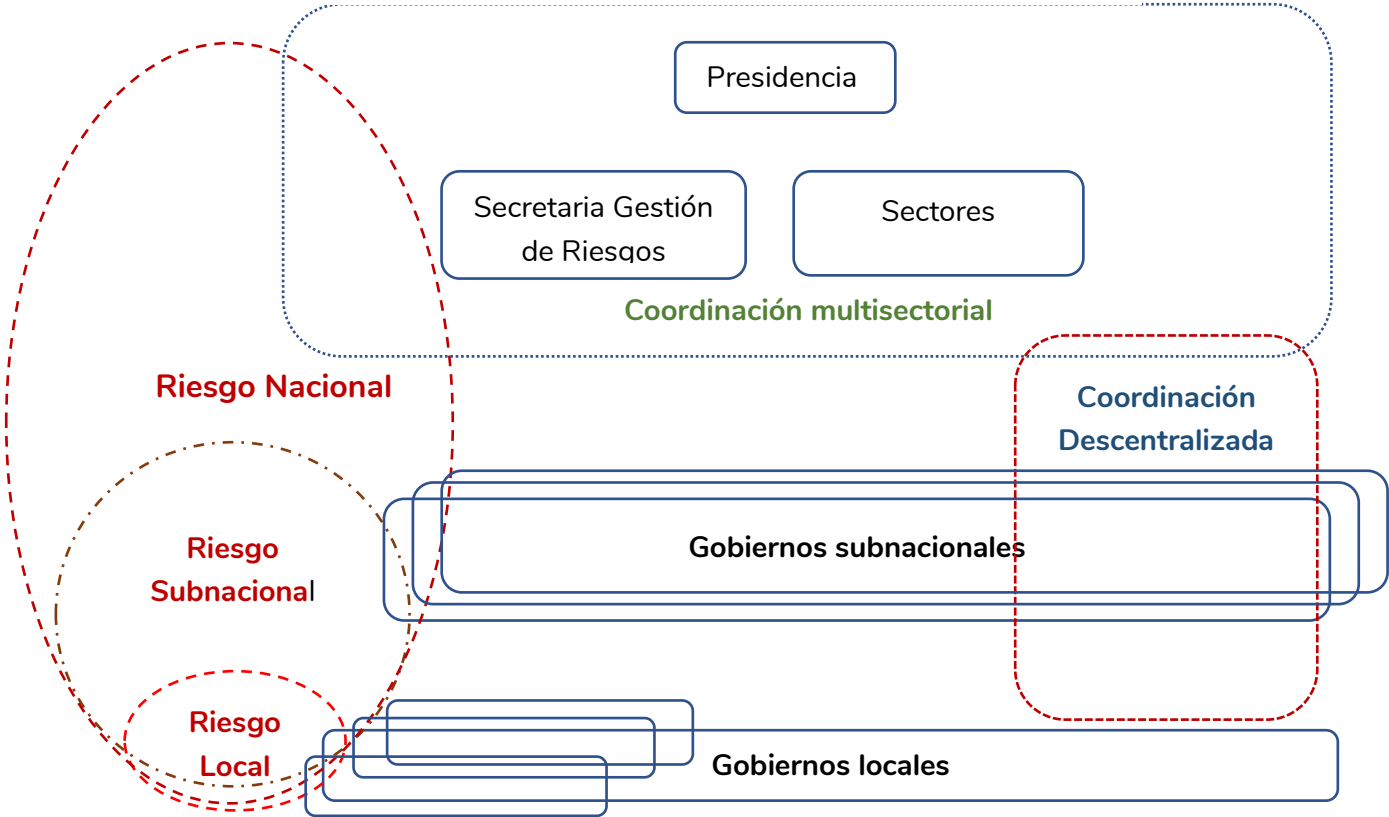 Presidencia
Secretaria Gestión
de Riesgos
Sectores
Coordinación multisectorial
Riesgo Nacional
Coordinación
Descentralizada
Riesgo
Subnacional
Gobiernos subnacionales
Riesgo
Local
Gobiernos locales